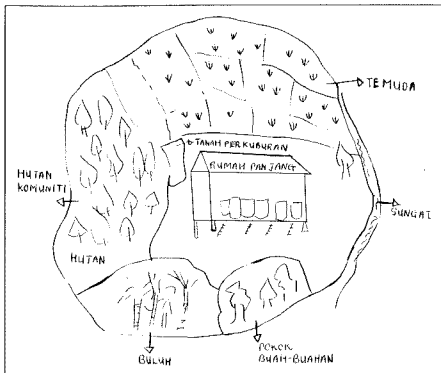 TEMUDA
TANAH PERKUBURAN
RUMAH PANJANG
HUTAN
KOMUNITI
SUNGAI
HUTAN
BULUH
POKOK
BUAH-BUAHAN